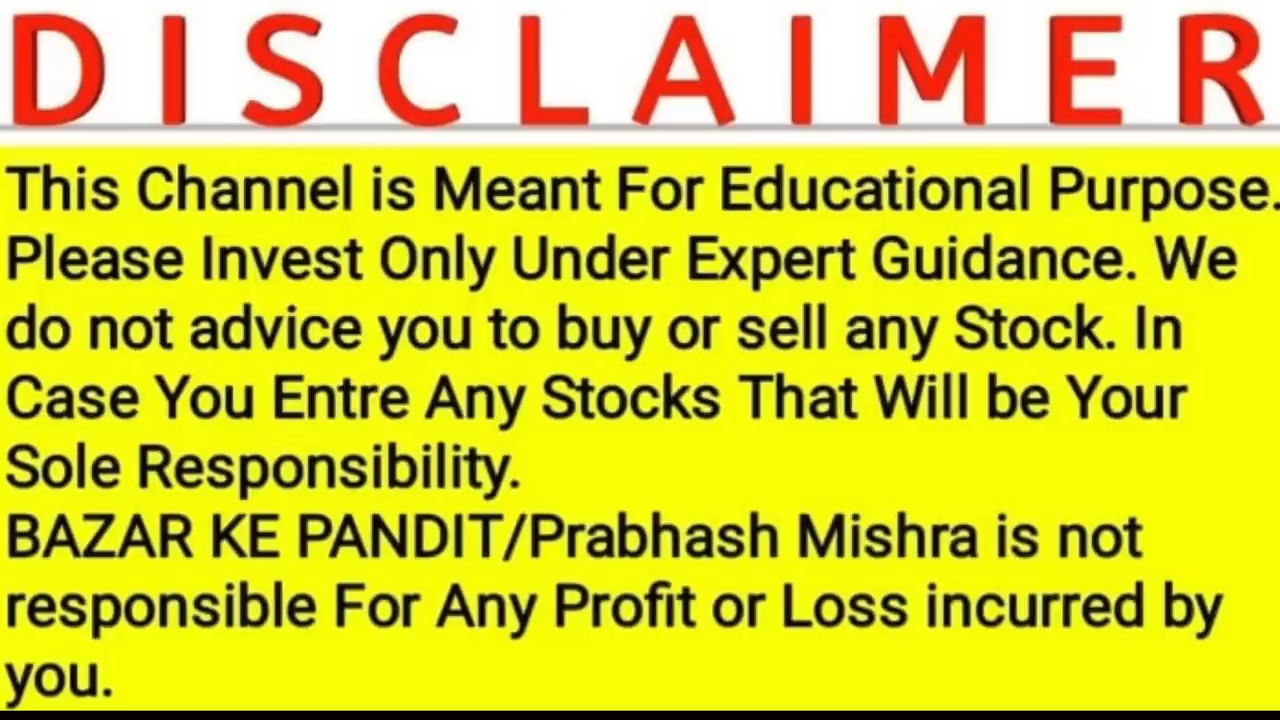 DISCLAIMER
This Channel is Meant For Educational Purpose.
Please Invest Only Under Expert Guidance. We
do not advice you to buy or sell any Stock. In
Case You Entre Any Stocks That Will be Your
Sole Responsibility.
BAZAR KE PANDIT/Prabhash Mishra is not
responsible For Any Profit or Loss incurred by
you.